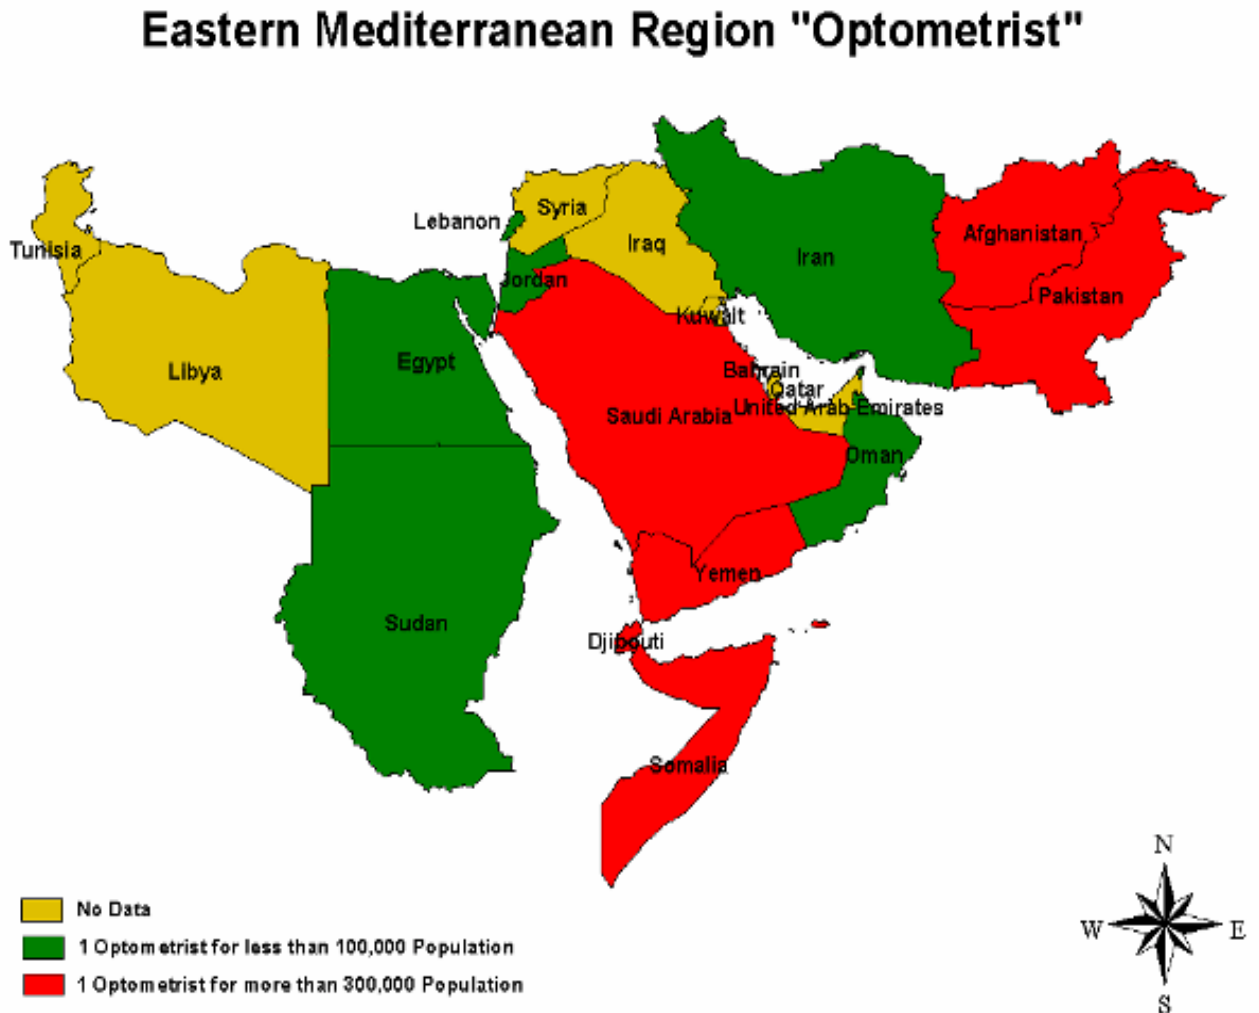 Eastern Mediterranean Region "Optometrist"
Tunisia
Libya
Egypt
Sudan
Lebanon
Syria
Jordan
Iraq
Kuwait
Iran
Afghanistan
Pakistan
Saudi Arabia
Bahrain
Qatar
United Arab Emirates
Oman
Yemen
Djibouti
Somalia
No Data
1 Optometrist for less than 100,000 Population
1 Optometrist for more than 300,000 Population
N
W
E
S